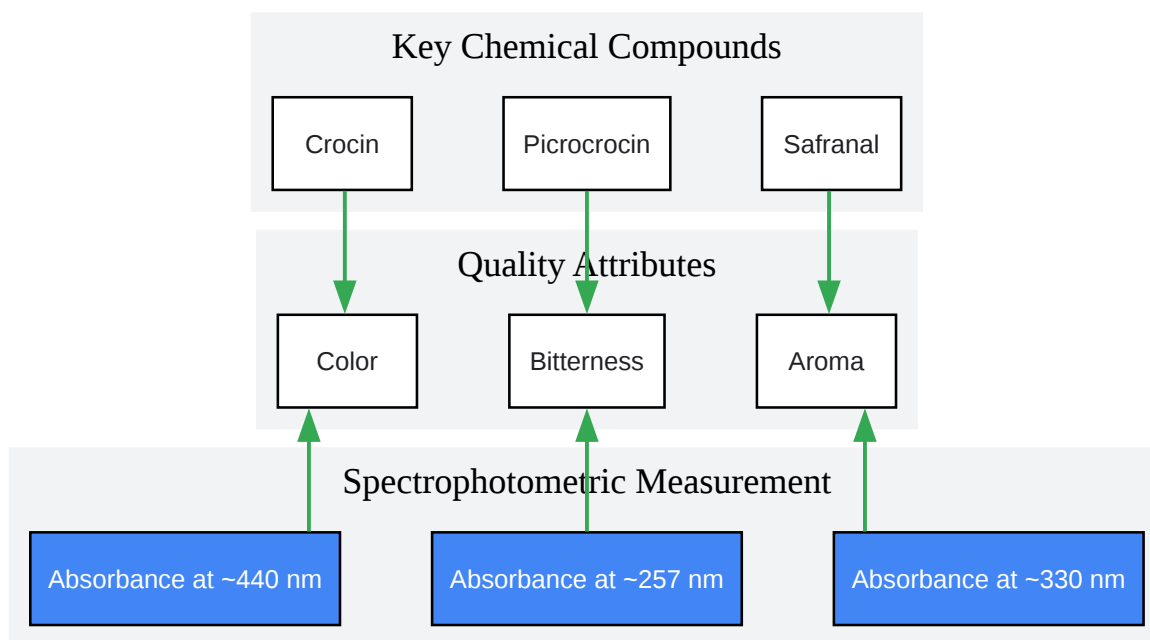 Key Chemical Compounds
Crocin
Picrocrocin
Safranal
Quality Attributes
Color
Bitterness
Aroma
Spectrophotometric Measurement
Absorbance at ~440 nm
Absorbance at ~257 nm
Absorbance at ~330 nm